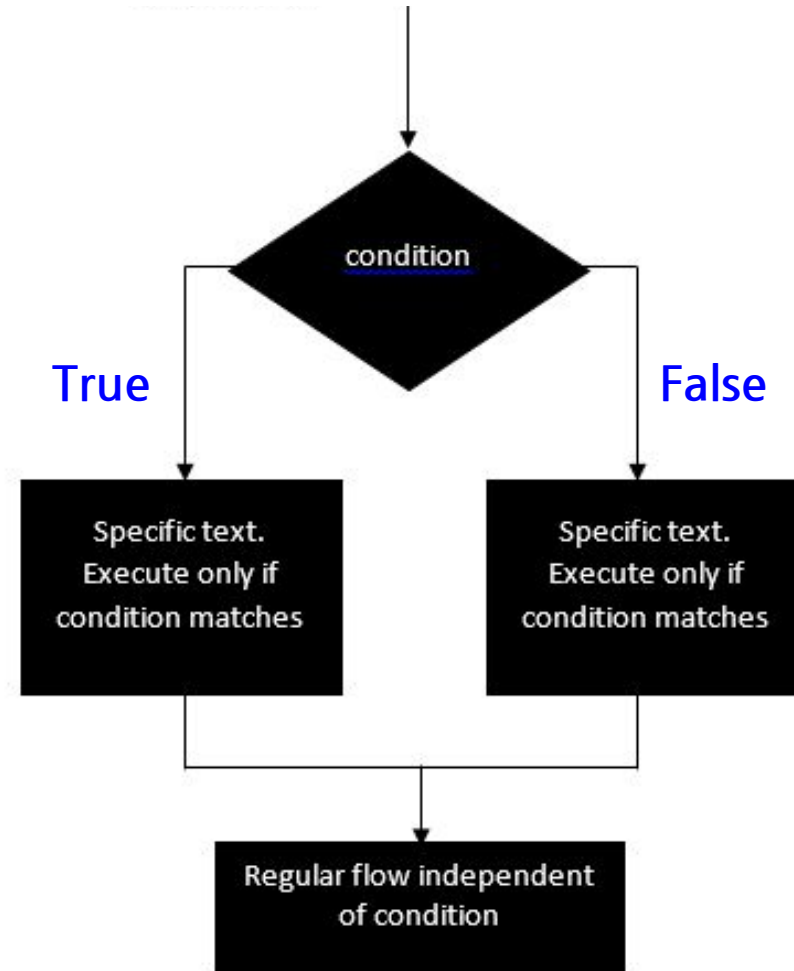 condition
True
False
Specific text.
Execute only if
condition matches
Specific text.
Execute only if
condition matches
Regular flow independent
of condition